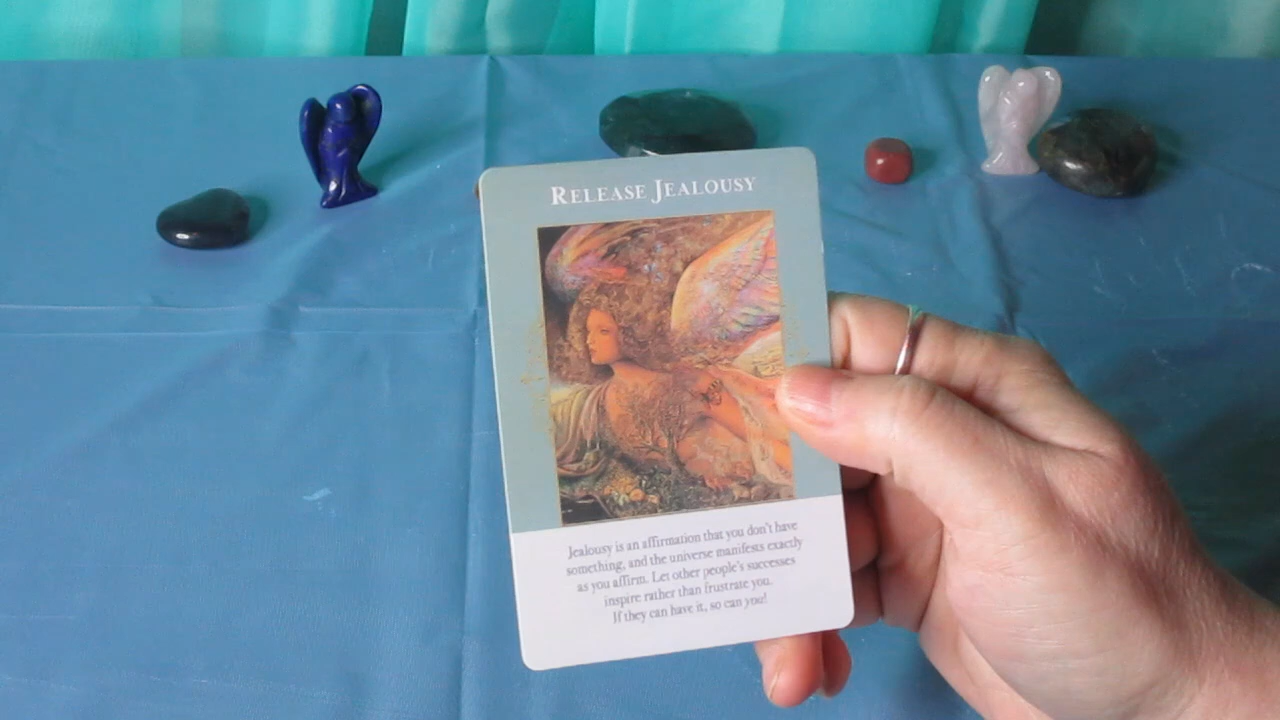 RELEASE JEALOUSY
Jealousy is an affirmation that you don't have
something, and the universe manifests exactly
as you affirm. Let other people's successes
inspire rather than frustrate you.
If they can have it, so can you!